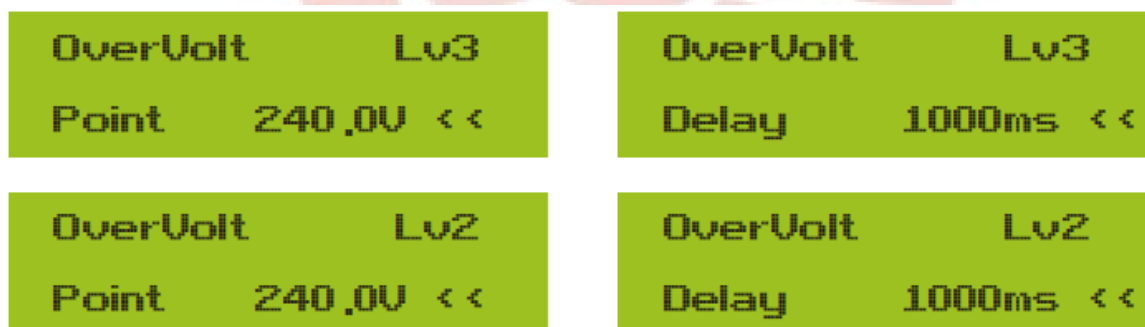 OverVolt Lv3
Point 240.0V <<
OverVolt Lv3
Delay 1000ms <<
OverVolt Lv2
Point 240.0V <<
OverVolt Lv2
Delay 1000ms <<